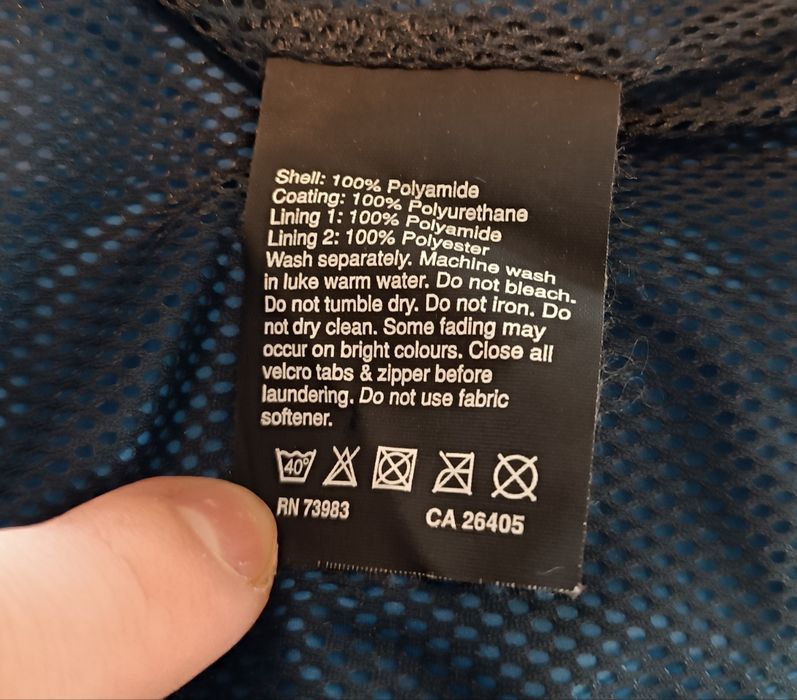 Shell: 100% Polyamide
Coating: 100% Polyurethane
Lining 1: 100% Polyamide
Lining 2: 100% Polyester
Wash separately. Machine wash
in luke warm water. Do not bleach.
Do not tumble dry. Do not iron. Do
not dry clean. Some fading may
occur on bright colours. Close all
velcro tabs & zipper before
laundering. Do not use fabric
softener.
40°
RN 73983 CA 26405